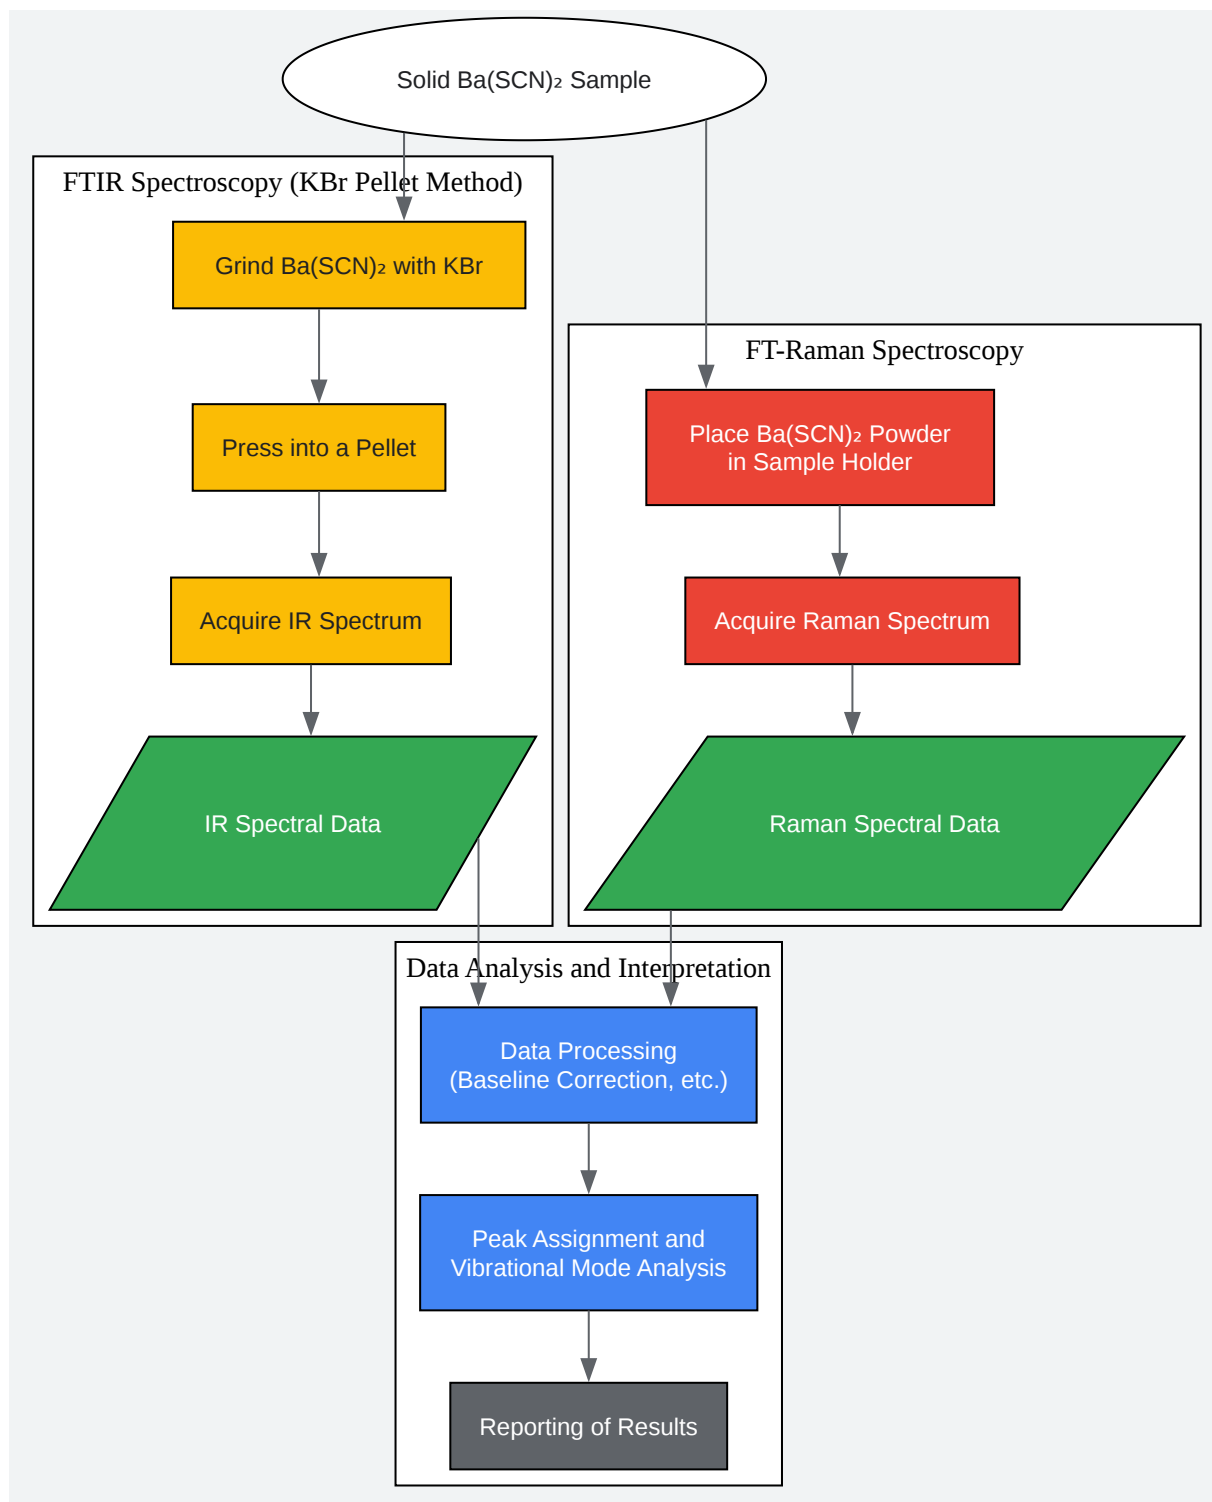 Solid Ba(SCN)₂ Sample
FTIR Spectroscopy (KBr Pellet Method)
Grind Ba(SCN)₂ with KBr
Press into a Pellet
Acquire IR Spectrum
IR Spectral Data
FT-Raman Spectroscopy
Place Ba(SCN)₂ Powder
in Sample Holder
Acquire Raman Spectrum
Raman Spectral Data
Data Analysis and Interpretation
Data Processing
(Baseline Correction, etc.)
Peak Assignment and
Vibrational Mode Analysis
Reporting of Results